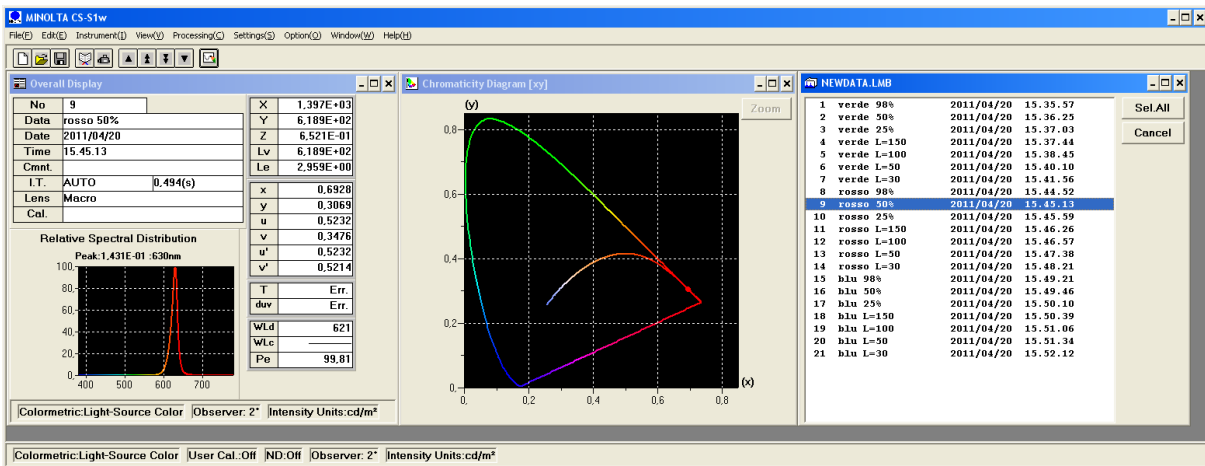 MINOLTA CS-S1w
File(F) Edit(E) Instrument(I) View(V) Processing(C) Settings(S) Option(O) Window(W) Help(H)
Overall Display
No 9
Data rosso 50%
Date 2011/04/20
Time 15.45.13
Cmnt.
I.T. AUTO 0,494(s)
Lens Macro
Cal.
X 1,397E+03
Y 6,189E+02
Z 6,521E-01
Lv 6,189E+02
Le 2,959E+00
x 0,6928
y 0,3069
u 0,5232
v 0,3476
u' 0,5232
v' 0,5214
T Err.
duv Err.
WLd 621
WLc ———
Pe 99,81
Relative Spectral Distribution
Peak:1,431E-01 :630nm
100,
80,
60,
40,
20,
0,
400 500 600 700
Colormetric:Light-Source Color Observer: 2° Intensity Units:cd/m²
Chromaticity Diagram [xy]
Zoom
(y)
0,8
0,6
0,4
0,2
0,
0, 0,2 0,4 0,6 0,8
(x)
NEWDATA.LMB
1 verde 98% 2011/04/20 15.35.57
2 verde 50% 2011/04/20 15.36.25
3 verde 25% 2011/04/20 15.37.03
4 verde L=150 2011/04/20 15.37.44
5 verde L=100 2011/04/20 15.38.45
6 verde L=50 2011/04/20 15.40.10
7 verde L=30 2011/04/20 15.41.56
8 rosso 98% 2011/04/20 15.44.52
9 rosso 50% 2011/04/20 15.45.13
10 rosso 25% 2011/04/20 15.45.59
11 rosso L=150 2011/04/20 15.46.26
12 rosso L=100 2011/04/20 15.46.57
13 rosso L=50 2011/04/20 15.47.38
14 rosso L=30 2011/04/20 15.48.21
15 blu 98% 2011/04/20 15.49.21
16 blu 50% 2011/04/20 15.49.46
17 blu 25% 2011/04/20 15.50.10
18 blu L=150 2011/04/20 15.50.39
19 blu L=100 2011/04/20 15.51.06
20 blu L=50 2011/04/20 15.51.34
21 blu L=30 2011/04/20 15.52.12
Sel.All
Cancel
Colormetric:Light-Source Color User Cal.:Off ND:Off Observer: 2° Intensity Units:cd/m²